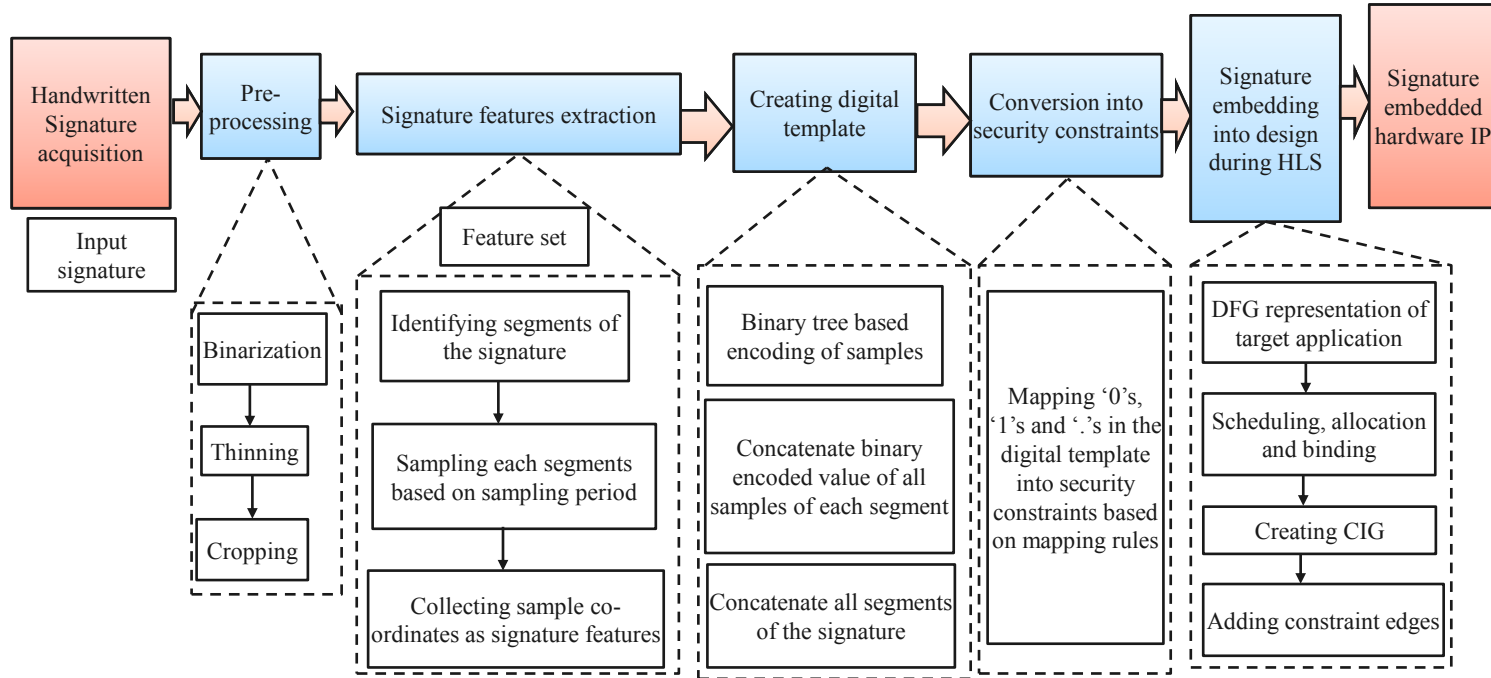 Handwritten
Signature
acquisition
Pre-
processing
Signature features extraction
Creating digital
template
Conversion into
security constraints
Signature
embedding
into design
during HLS
Signature
embedded
hardware IP
Input
signature
Feature set
Binarization
Thinning
Cropping
Identifying segments of
the signature
Sampling each segments
based on sampling period
Collecting sample co-
ordinates as signature features
Binary tree based
encoding of samples
Concatenate binary
encoded value of all
samples of each segment
Concatenate all segments
of the signature
Mapping ‘0’s,
‘1’s and ‘.’s in the
digital template
into security
constraints based
on mapping rules
DFG representation of
target application
Scheduling, allocation
and binding
Creating CIG
Adding constraint edges